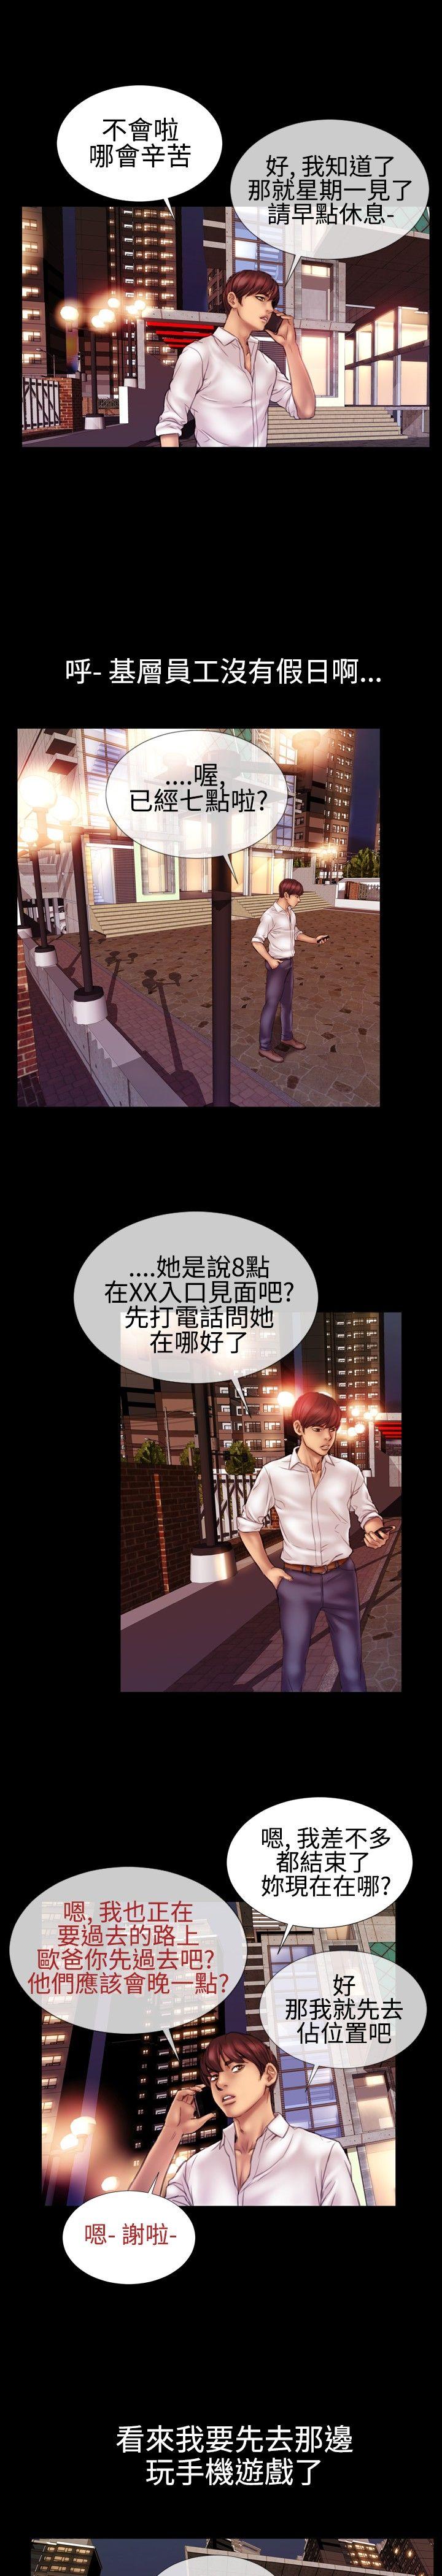 不會啦
哪會辛苦
好, 我知道了
那就星期一見了
請早點休息-
呼- 基層員工沒有假日啊...
....喔,
已經七點啦?
....她是說8點
在XX入口見面吧?
先打電話問她
在哪好了
嗯, 我差不多
都結束了
妳現在在哪?
嗯, 我也正在
要過去的路上
歐爸你先過去吧?
他們應該會晚一點?
好
那我就先去
佔位置吧
嗯- 謝啦-
看來我要先去那邊
玩手機遊戲了